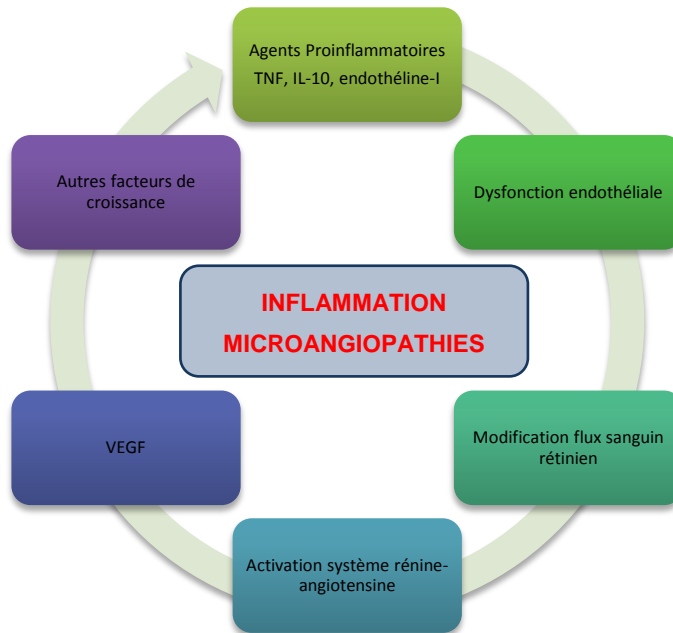 Agents Proinflammatoires
TNF, IL-10, endothéline-I
Dysfonction endothéliale
Modification flux sanguin
rétinien
Activation système rénine-
angiotensine
VEGF
Autres facteurs de
croissance
INFLAMMATION
MICROANGIOPATHIES